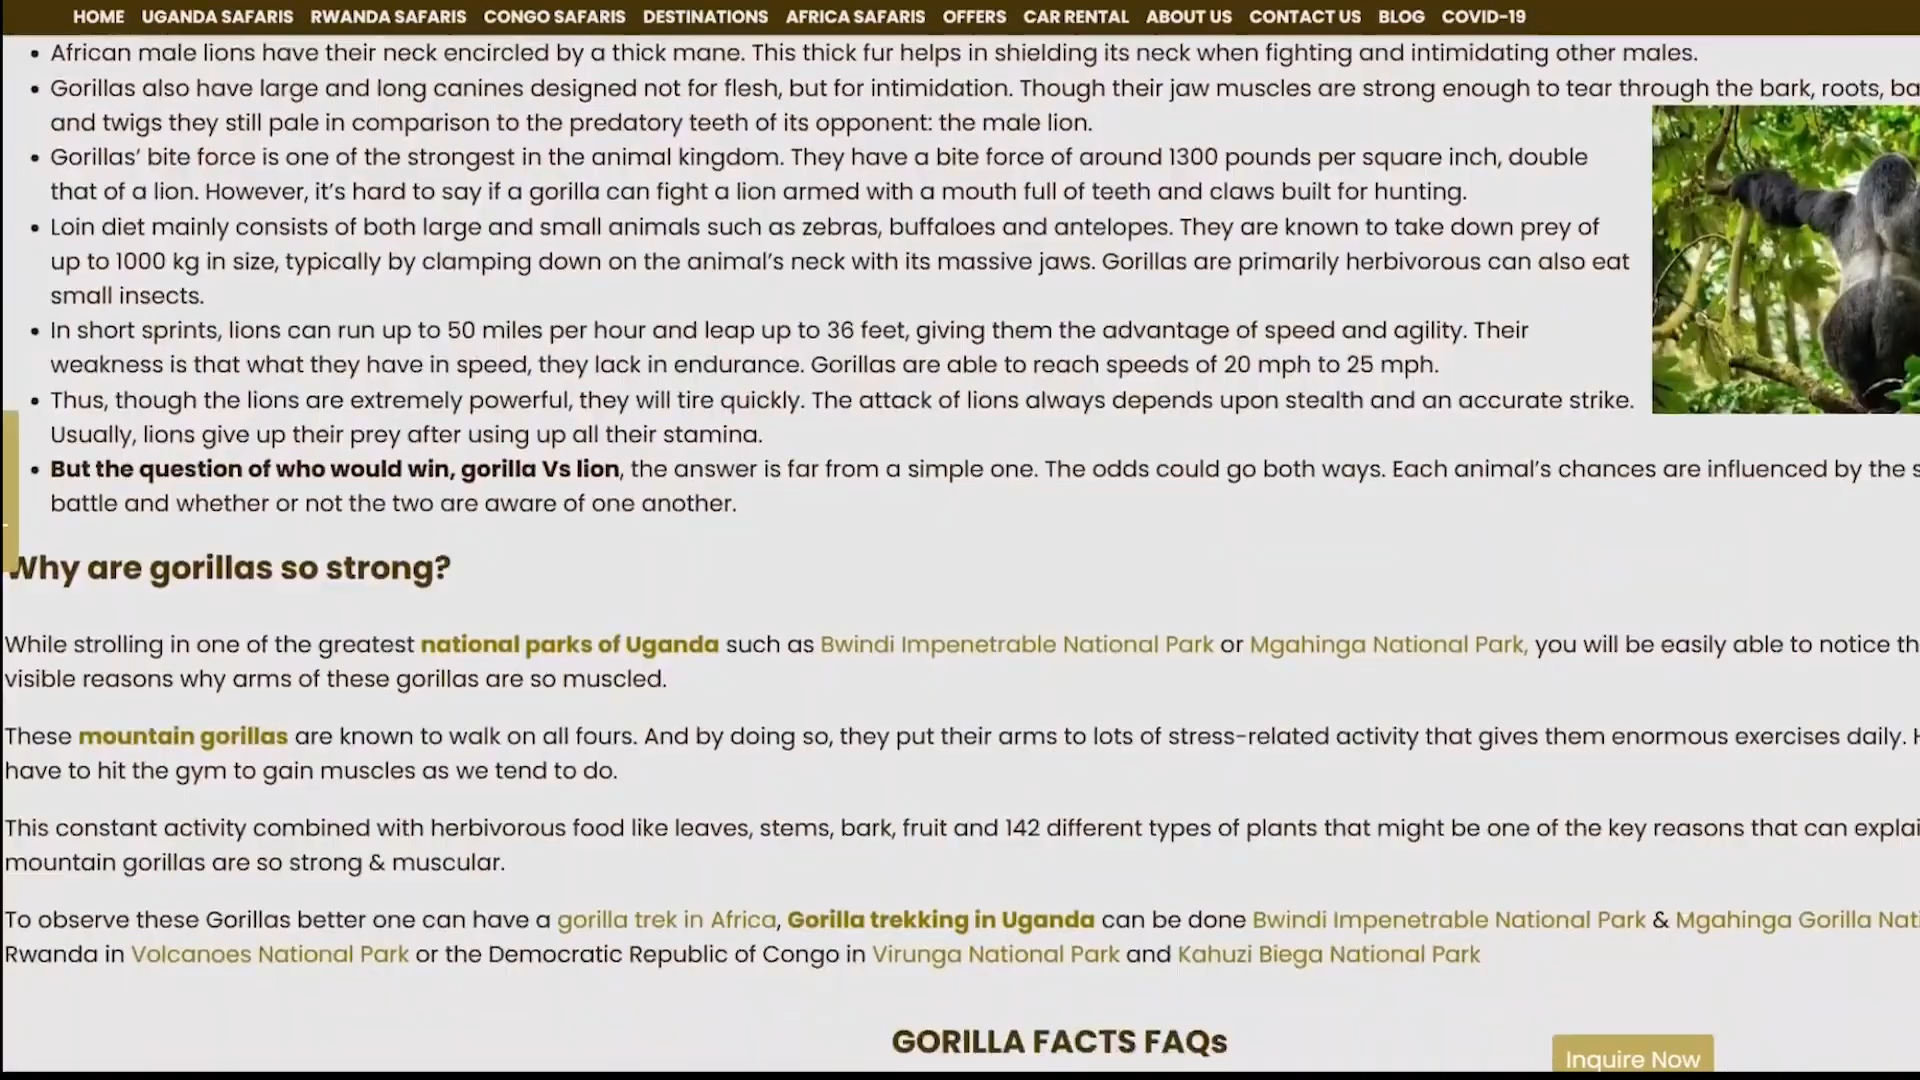 HOME UGANDA SAFARIS RWANDA SAFARIS CONGO SAFARIS DESTINATIONS AFRICA SAFARIS OFFERS CAR RENTAL ABOUT US CONTACT US BLOG COVID-19
• African male lions have their neck encircled by a thick mane. This thick fur helps in shielding its neck when fighting and intimidating other males.
• Gorillas also have large and long canines designed not for flesh, but for intimidation. Though their jaw muscles are strong enough to tear through the bark, roots, ba
and twigs they still pale in comparison to the predatory teeth of its opponent: the male lion.
• Gorillas’ bite force is one of the strongest in the animal kingdom. They have a bite force of around 1300 pounds per square inch, double
that of a lion. However, it’s hard to say if a gorilla can fight a lion armed with a mouth full of teeth and claws built for hunting.
• Loin diet mainly consists of both large and small animals such as zebras, buffaloes and antelopes. They are known to take down prey of
up to 1000 kg in size, typically by clamping down on the animal’s neck with its massive jaws. Gorillas are primarily herbivorous can also eat
small insects.
• In short sprints, lions can run up to 50 miles per hour and leap up to 36 feet, giving them the advantage of speed and agility. Their
weakness is that what they have in speed, they lack in endurance. Gorillas are able to reach speeds of 20 mph to 25 mph.
• Thus, though the lions are extremely powerful, they will tire quickly. The attack of lions always depends upon stealth and an accurate strike.
Usually, lions give up their prey after using up all their stamina.
• But the question of who would win, gorilla Vs lion, the answer is far from a simple one. The odds could go both ways. Each animal’s chances are influenced by the s
battle and whether or not the two are aware of one another.
Why are gorillas so strong?
While strolling in one of the greatest national parks of Uganda such as Bwindi Impenetrable National Park or Mgahinga National Park, you will be easily able to notice th
visible reasons why arms of these gorillas are so muscled.
These mountain gorillas are known to walk on all fours. And by doing so, they put their arms to lots of stress-related activity that gives them enormous exercises daily. H
have to hit the gym to gain muscles as we tend to do.
This constant activity combined with herbivorous food like leaves, stems, bark, fruit and 142 different types of plants that might be one of the key reasons that can explai
mountain gorillas are so strong & muscular.
To observe these Gorillas better one can have a gorilla trek in Africa, Gorilla trekking in Uganda can be done Bwindi Impenetrable National Park & Mgahinga Gorilla Nati
Rwanda in Volcanoes National Park or the Democratic Republic of Congo in Virunga National Park and Kahuzi Biega National Park
GORILLA FACTS FAQs
Inquire Now